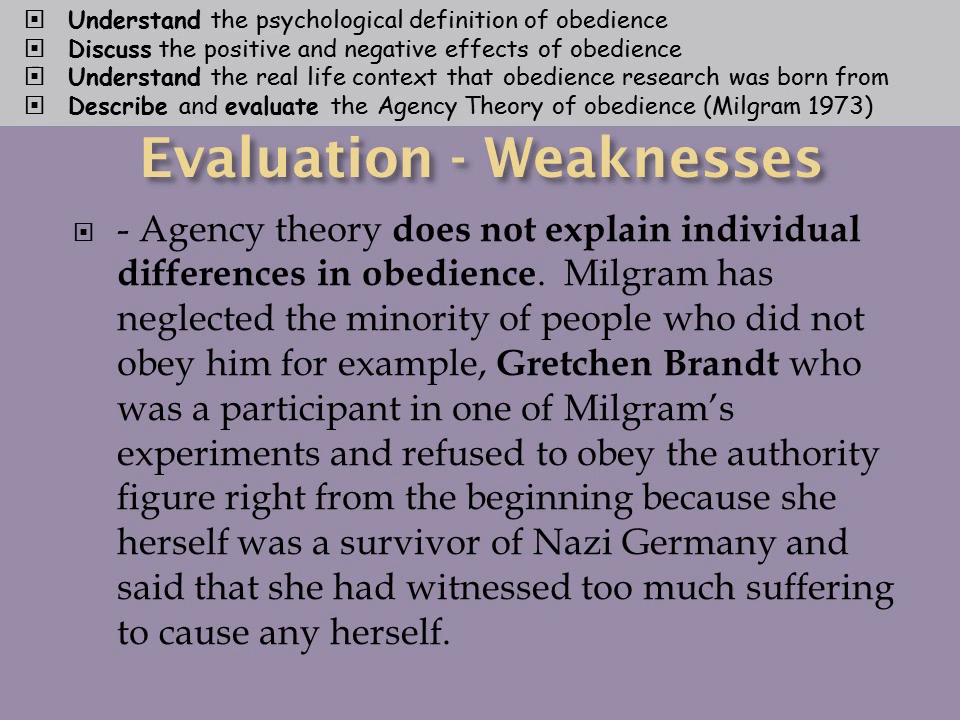 Understand the psychological definition of obedience
Discuss the positive and negative effects of obedience
Understand the real life context that obedience research was born from
Describe and evaluate the Agency Theory of obedience (Milgram 1973)
Evaluation - Weaknesses
- Agency theory does not explain individual
differences in obedience. Milgram has
neglected the minority of people who did not
obey him for example, Gretchen Brandt who
was a participant in one of Milgram's
experiments and refused to obey the authority
figure right from the beginning because she
herself was a survivor of Nazi Germany and
said that she had witnessed too much suffering
to cause any herself.